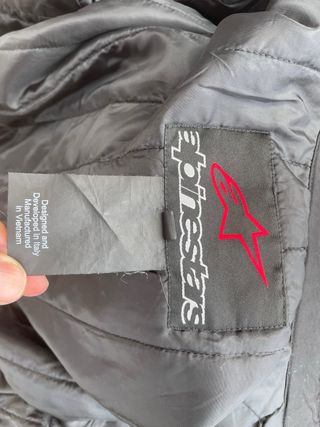 alpinestars
Designed and
Developed in Italy
Manufactured
in Vietnam